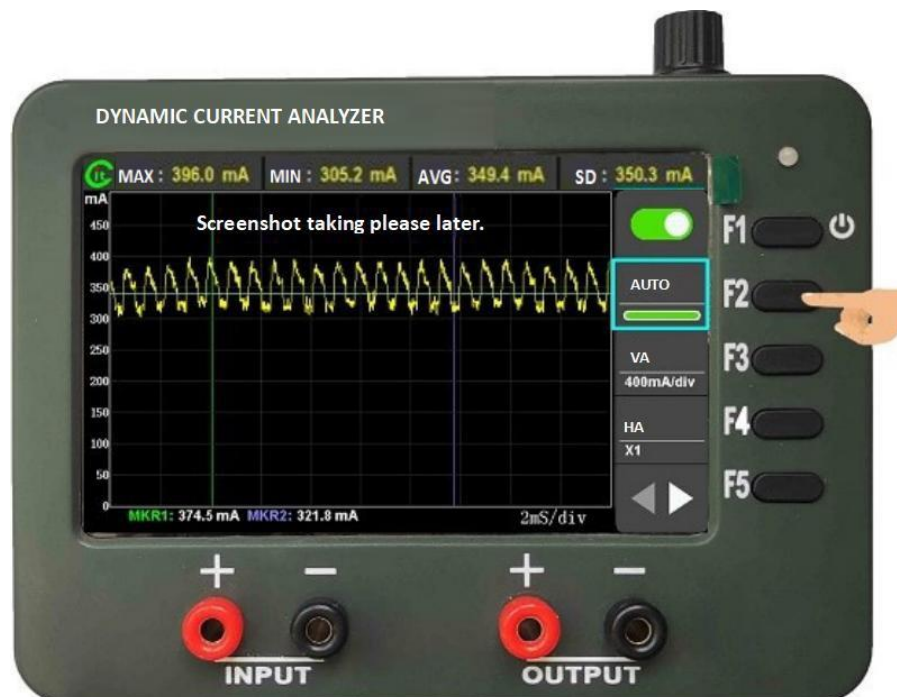 DYNAMIC CURRENT ANALYZER
it. MAX : 396.0 mA MIN : 305.2 mA AVG: 349.4 mA SD : 350.3 mA
mA
Screenshot taking please later.
450
400
350
300
250
200
150
100
50
0
AUTO
VA
400mA/div
HA
X1
MKR1: 374.5 mA MKR2: 321.8 mA 2mS/div
F1
F2
F3
F4
F5
+ − + −
INPUT OUTPUT